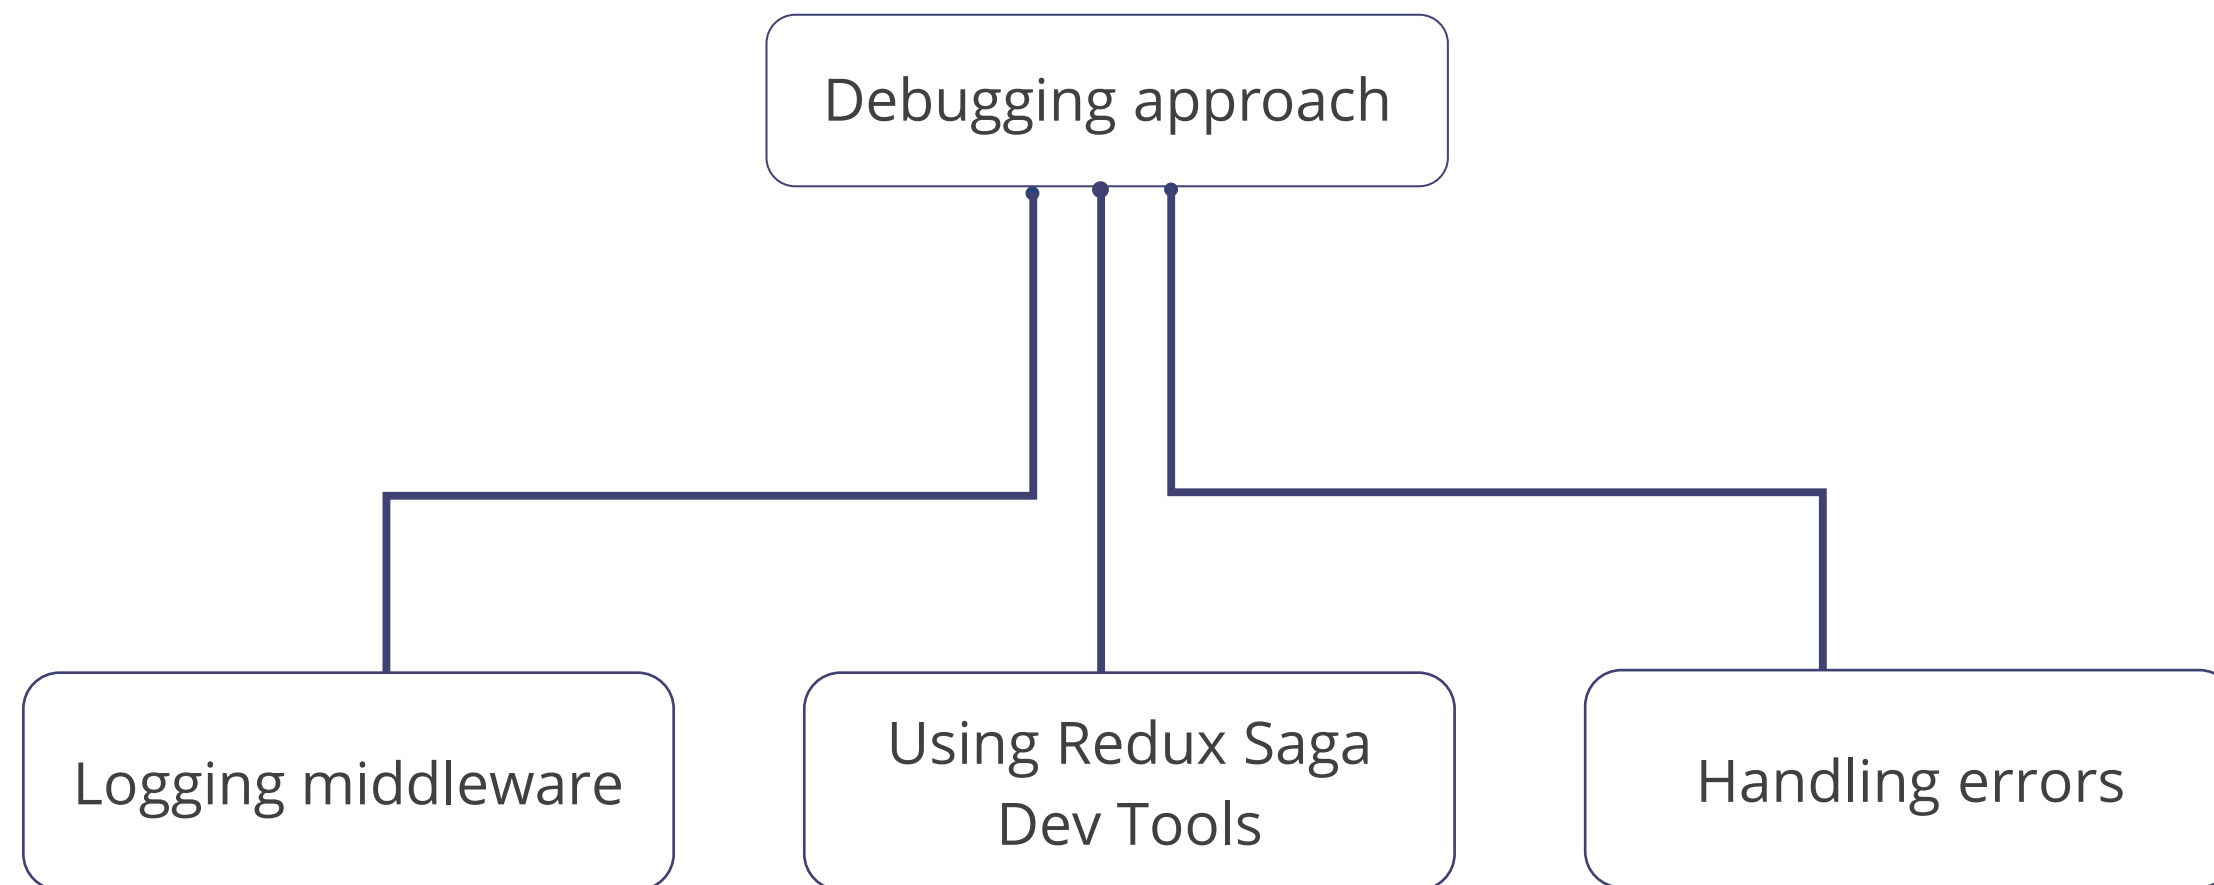 Debugging approach
Logging middleware
Using Redux Saga
Dev Tools
Handling errors